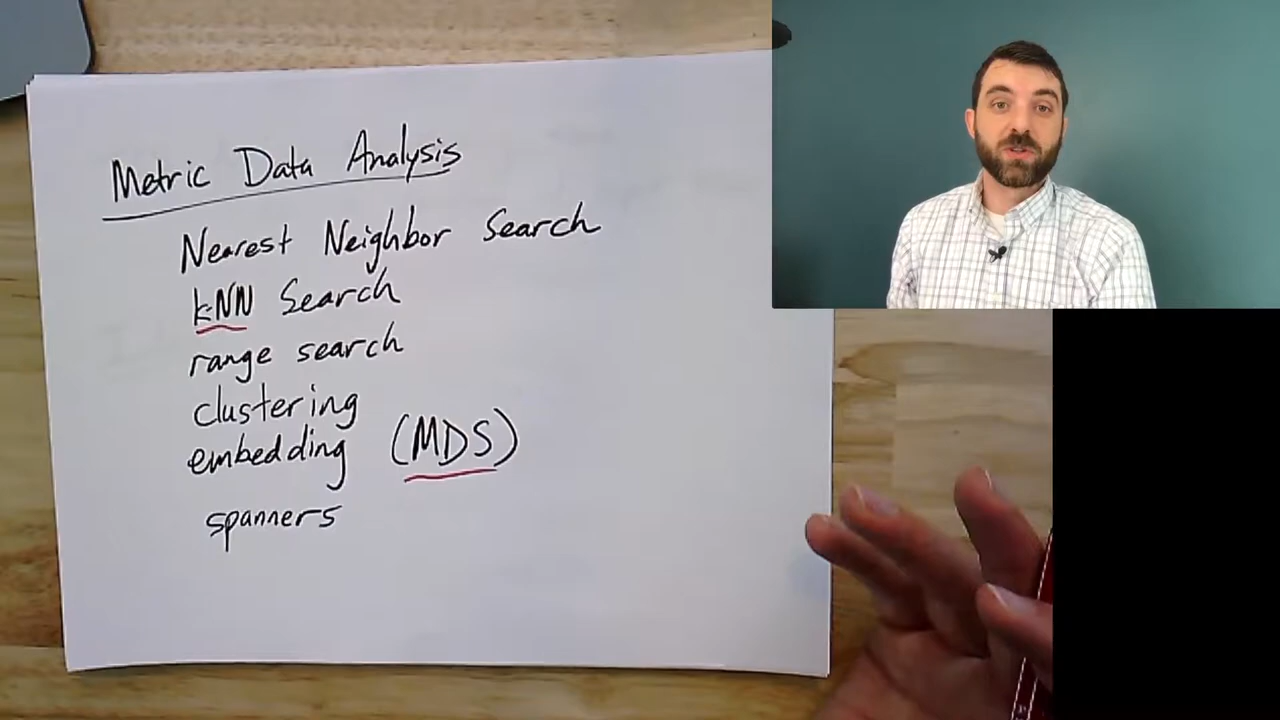 Metric Data Analysis
Nearest Neighbor Search
kNN Search
range search
clustering
embedding (MDS)
spanners